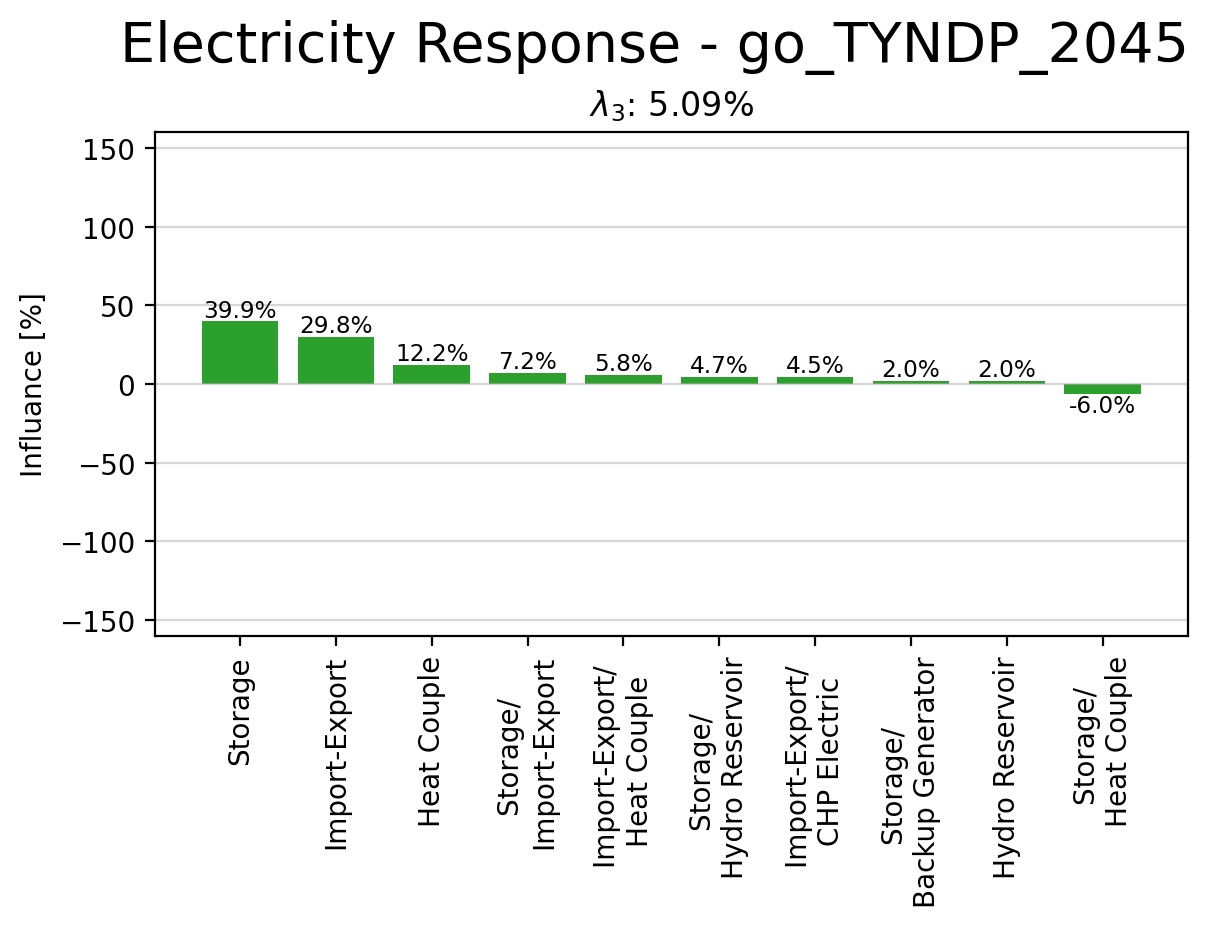 Electricity Response - go_TYNDP_2045
λ3: 5.09%
Influance [%]
150
100
50
0
−50
−100
−150
39.9%
29.8%
12.2%
7.2%
5.8%
4.7%
4.5%
2.0%
2.0%
-6.0%
Storage
Import-Export
Heat Couple
Storage/
Import-Export
Import-Export/
Heat Couple
Storage/
Hydro Reservoir
Import-Export/
CHP Electric
Storage/
Backup Generator
Hydro Reservoir
Storage/
Heat Couple